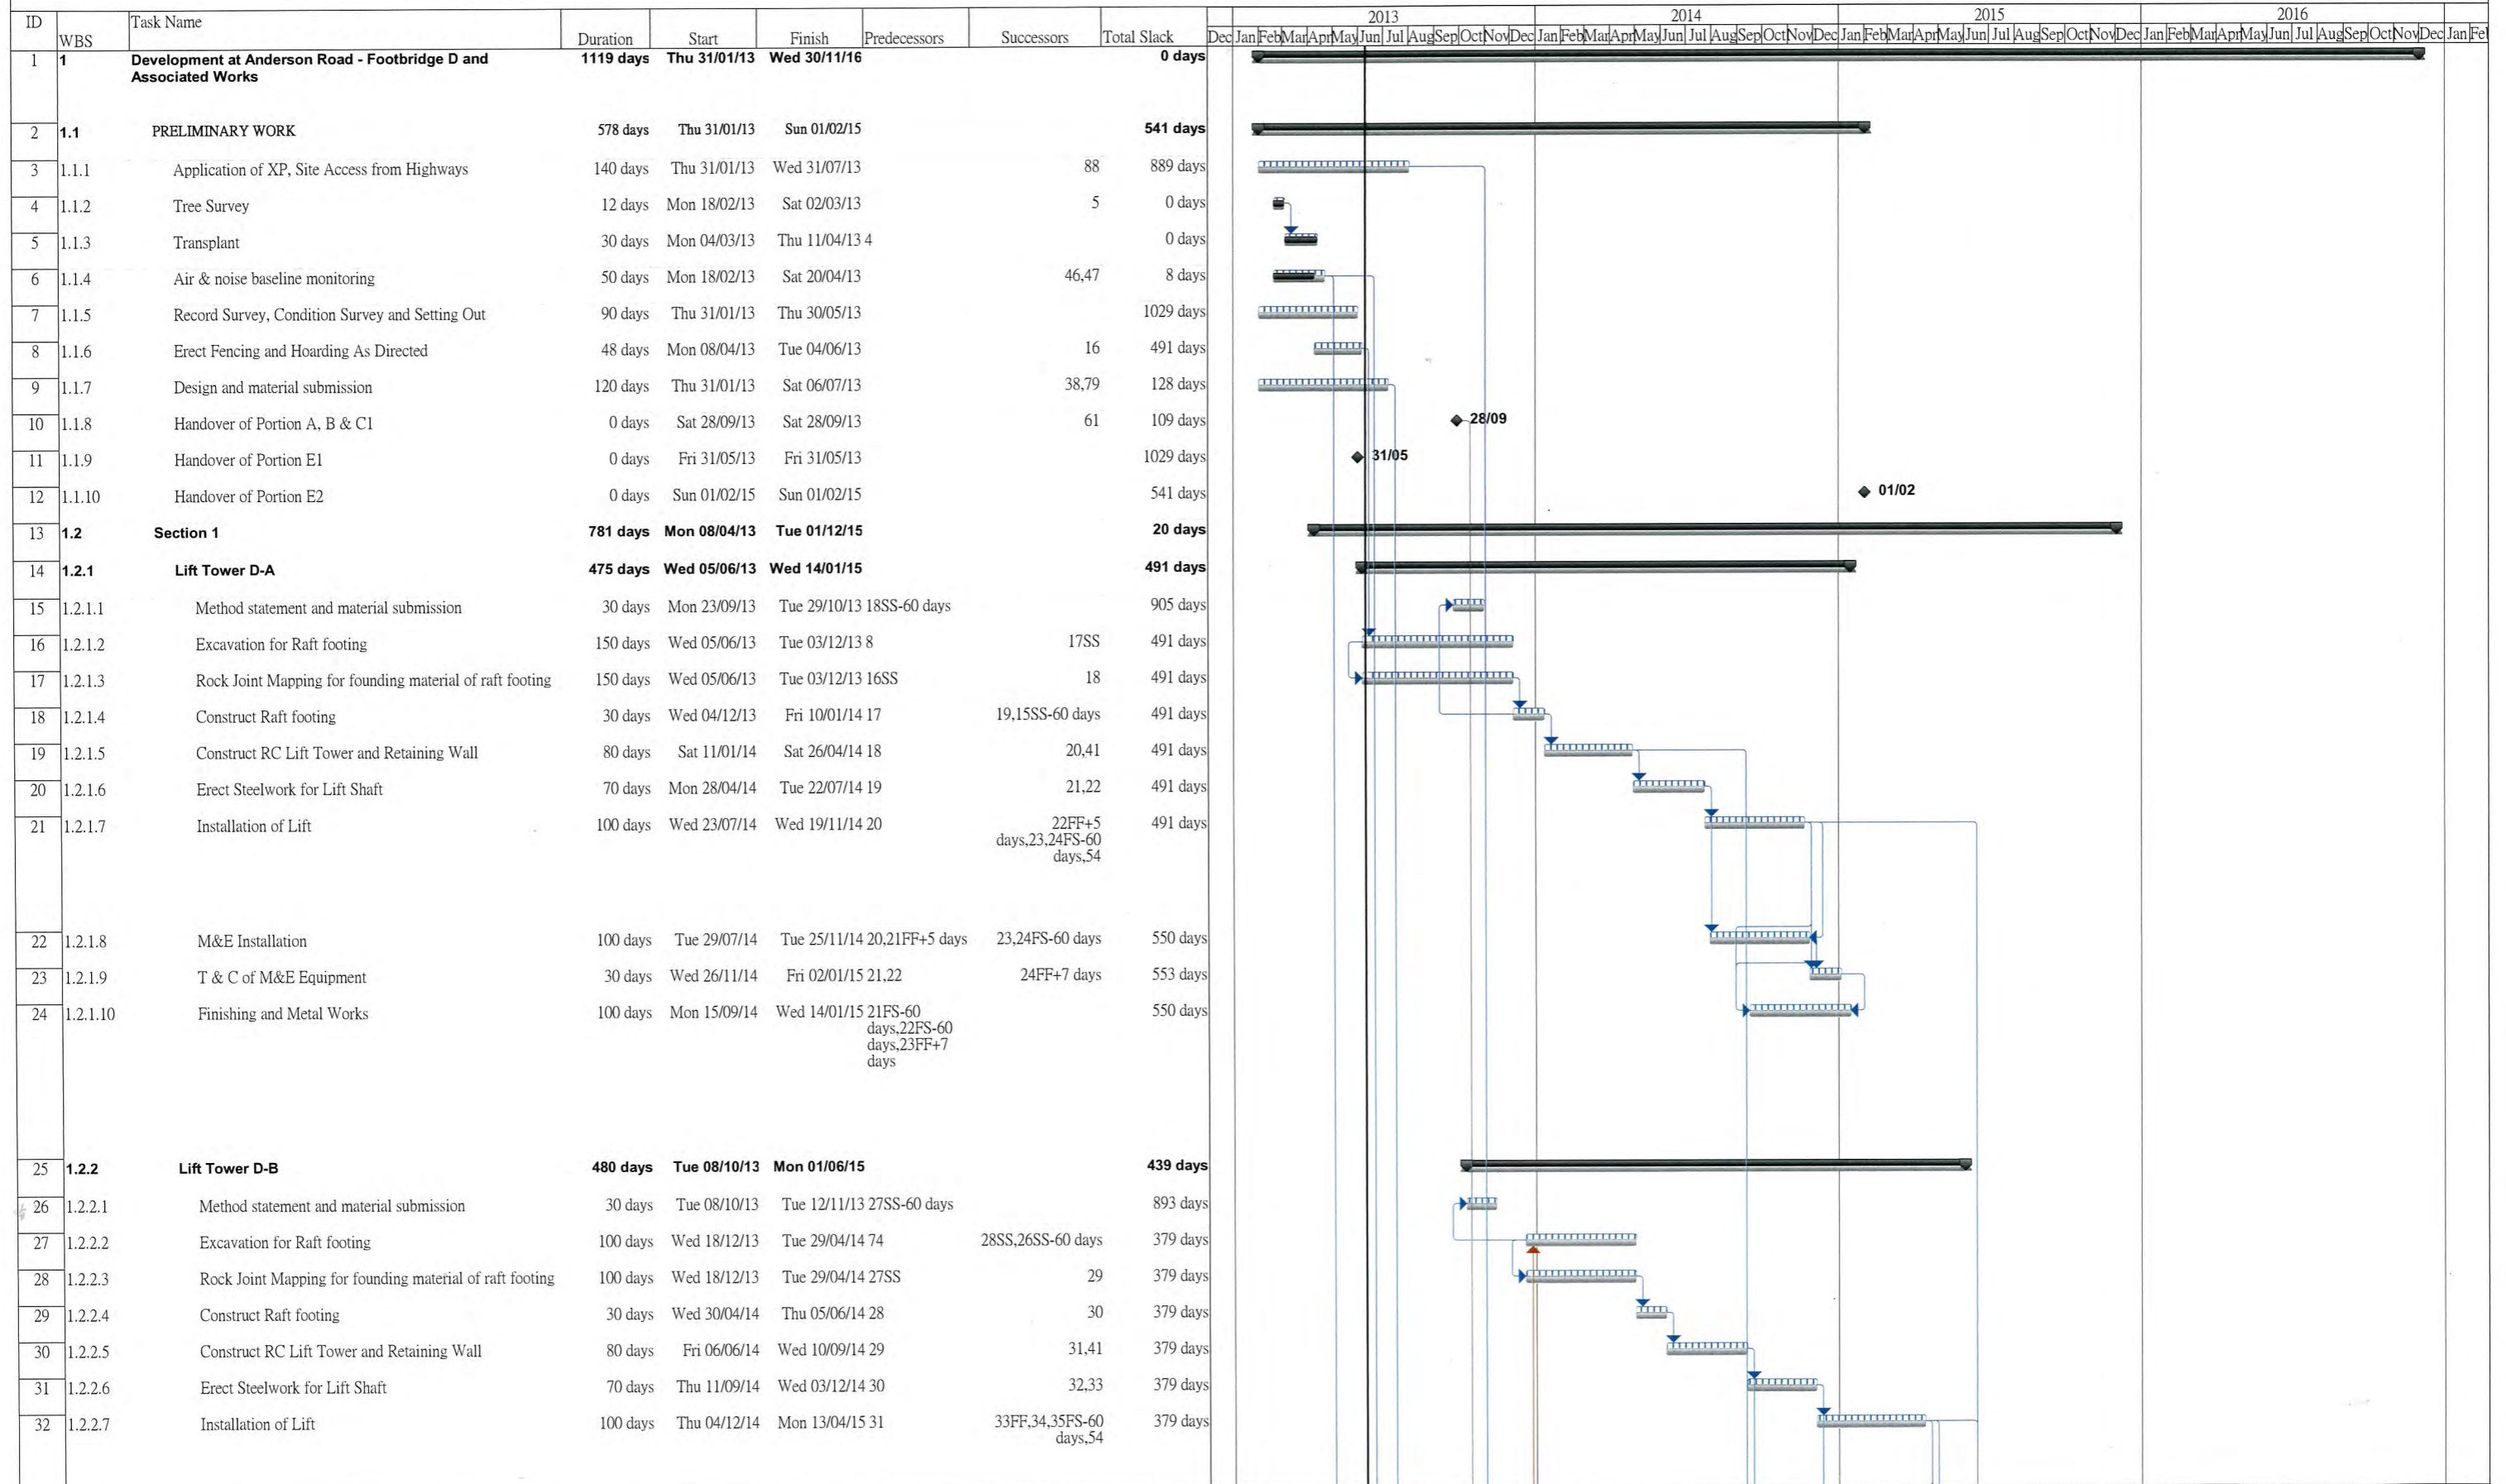 2013 2014 2015 2016
ID WBS Task Name Duration Start Finish Predecessors Successors Total Slack Dec Jan Feb Mar Apr May Jun Jul Aug Sep Oct Nov Dec Jan Feb Mar Apr May Jun Jul Aug Sep Oct Nov Dec Jan Feb Mar Apr May Jun Jul Aug Sep Oct Nov Dec Jan Feb Mar Apr May Jun Jul Aug Sep Oct Nov Dec Jan Fe
1 1 Development at Anderson Road - Footbridge D and 1119 days Thu 31/01/13 Wed 30/11/16 0 days
Associated Works
2 1.1 PRELIMINARY WORK 578 days Thu 31/01/13 Sun 01/02/15 541 days
3 1.1.1 Application of XP, Site Access from Highways 140 days Thu 31/01/13 Wed 31/07/13 88 889 days
4 1.1.2 Tree Survey 12 days Mon 18/02/13 Sat 02/03/13 5 0 days
5 1.1.3 Transplant 30 days Mon 04/03/13 Thu 11/04/13 4 0 days
6 1.1.4 Air & noise baseline monitoring 50 days Mon 18/02/13 Sat 20/04/13 46,47 8 days
7 1.1.5 Record Survey, Condition Survey and Setting Out 90 days Thu 31/01/13 Thu 30/05/13 1029 days
8 1.1.6 Erect Fencing and Hoarding As Directed 48 days Mon 08/04/13 Tue 04/06/13 16 491 days
9 1.1.7 Design and material submission 120 days Thu 31/01/13 Sat 06/07/13 38,79 128 days
10 1.1.8 Handover of Portion A, B & C1 0 days Sat 28/09/13 Sat 28/09/13 61 109 days 28/09
11 1.1.9 Handover of Portion E1 0 days Fri 31/05/13 Fri 31/05/13 1029 days 31/05
12 1.1.10 Handover of Portion E2 0 days Sun 01/02/15 Sun 01/02/15 541 days 01/02
13 1.2 Section 1 781 days Mon 08/04/13 Tue 01/12/15 20 days
14 1.2.1 Lift Tower D-A 475 days Wed 05/06/13 Wed 14/01/15 491 days
15 1.2.1.1 Method statement and material submission 30 days Mon 23/09/13 Tue 29/10/13 18SS-60 days 905 days
16 1.2.1.2 Excavation for Raft footing 150 days Wed 05/06/13 Tue 03/12/13 8 17SS 491 days
17 1.2.1.3 Rock Joint Mapping for founding material of raft footing 150 days Wed 05/06/13 Tue 03/12/13 16SS 18 491 days
18 1.2.1.4 Construct Raft footing 30 days Wed 04/12/13 Fri 10/01/14 17 19,15SS-60 days 491 days
19 1.2.1.5 Construct RC Lift Tower and Retaining Wall 80 days Sat 11/01/14 Sat 26/04/14 18 20,41 491 days
20 1.2.1.6 Erect Steelwork for Lift Shaft 70 days Mon 28/04/14 Tue 22/07/14 19 21,22 491 days
21 1.2.1.7 Installation of Lift 100 days Wed 23/07/14 Wed 19/11/14 20 22FF+5 491 days
days,23,24FS-60
days,54
22 1.2.1.8 M&E Installation 100 days Tue 29/07/14 Tue 25/11/14 20,21FF+5 days 23,24FS-60 days 550 days
23 1.2.1.9 T & C of M&E Equipment 30 days Wed 26/11/14 Fri 02/01/15 21,22 24FF+7 days 553 days
24 1.2.1.10 Finishing and Metal Works 100 days Mon 15/09/14 Wed 14/01/15 21FS-60 550 days
days,22FS-60
days,23FF+7
days
25 1.2.2 Lift Tower D-B 480 days Tue 08/10/13 Mon 01/06/15 439 days
26 1.2.2.1 Method statement and material submission 30 days Tue 08/10/13 Tue 12/11/13 27SS-60 days 893 days
27 1.2.2.2 Excavation for Raft footing 100 days Wed 18/12/13 Tue 29/04/14 74 28SS,26SS-60 days 379 days
28 1.2.2.3 Rock Joint Mapping for founding material of raft footing 100 days Wed 18/12/13 Tue 29/04/14 27SS 29 379 days
29 1.2.2.4 Construct Raft footing 30 days Wed 30/04/14 Thu 05/06/14 28 30 379 days
30 1.2.2.5 Construct RC Lift Tower and Retaining Wall 80 days Fri 06/06/14 Wed 10/09/14 29 31,41 379 days
31 1.2.2.6 Erect Steelwork for Lift Shaft 70 days Thu 11/09/14 Wed 03/12/14 30 32,33 379 days
32 1.2.2.7 Installation of Lift 100 days Thu 04/12/14 Mon 13/04/15 31 33FF,34,35FS-60 379 days
days,54